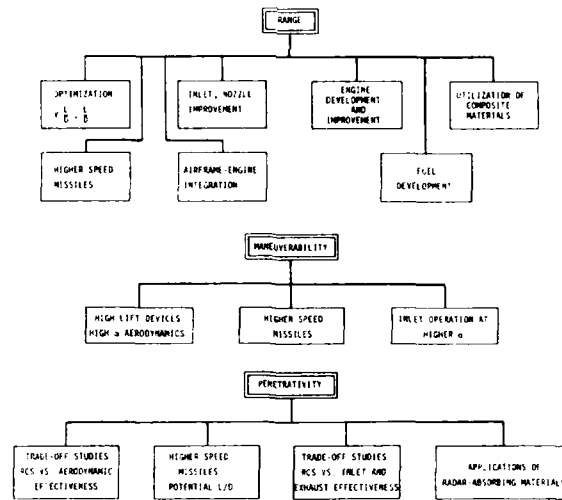 RANGE
OPTIMIZATION
L L
V D , D
INLET, NOZZLE
IMPROVEMENT
ENGINE
DEVELOPMENT
AND
IMPROVEMENT
UTILIZATION OF
COMPOSITE
MATERIALS
HIGHER SPEED
MISSILES
AIRFRAME-ENGINE
INTEGRATION
FUEL
DEVELOPMENT
MANEUVERABILITY
HIGH LIFT DEVICES
HIGH α AERODYNAMICS
HIGHER SPEED
MISSILES
INLET OPERATION AT
HIGHER α
PENETRATIVITY
TRADE-OFF STUDIES
RCS VS. AERODYNAMIC
EFFECTIVENESS
HIGHER SPEED
MISSILES
POTENTIAL L/D
TRADE-OFF STUDIES
RCS VS. INLET AND
EXHAUST EFFECTIVENESS
APPLICATIONS OF
RADAR-ABSORBING MATERIALS